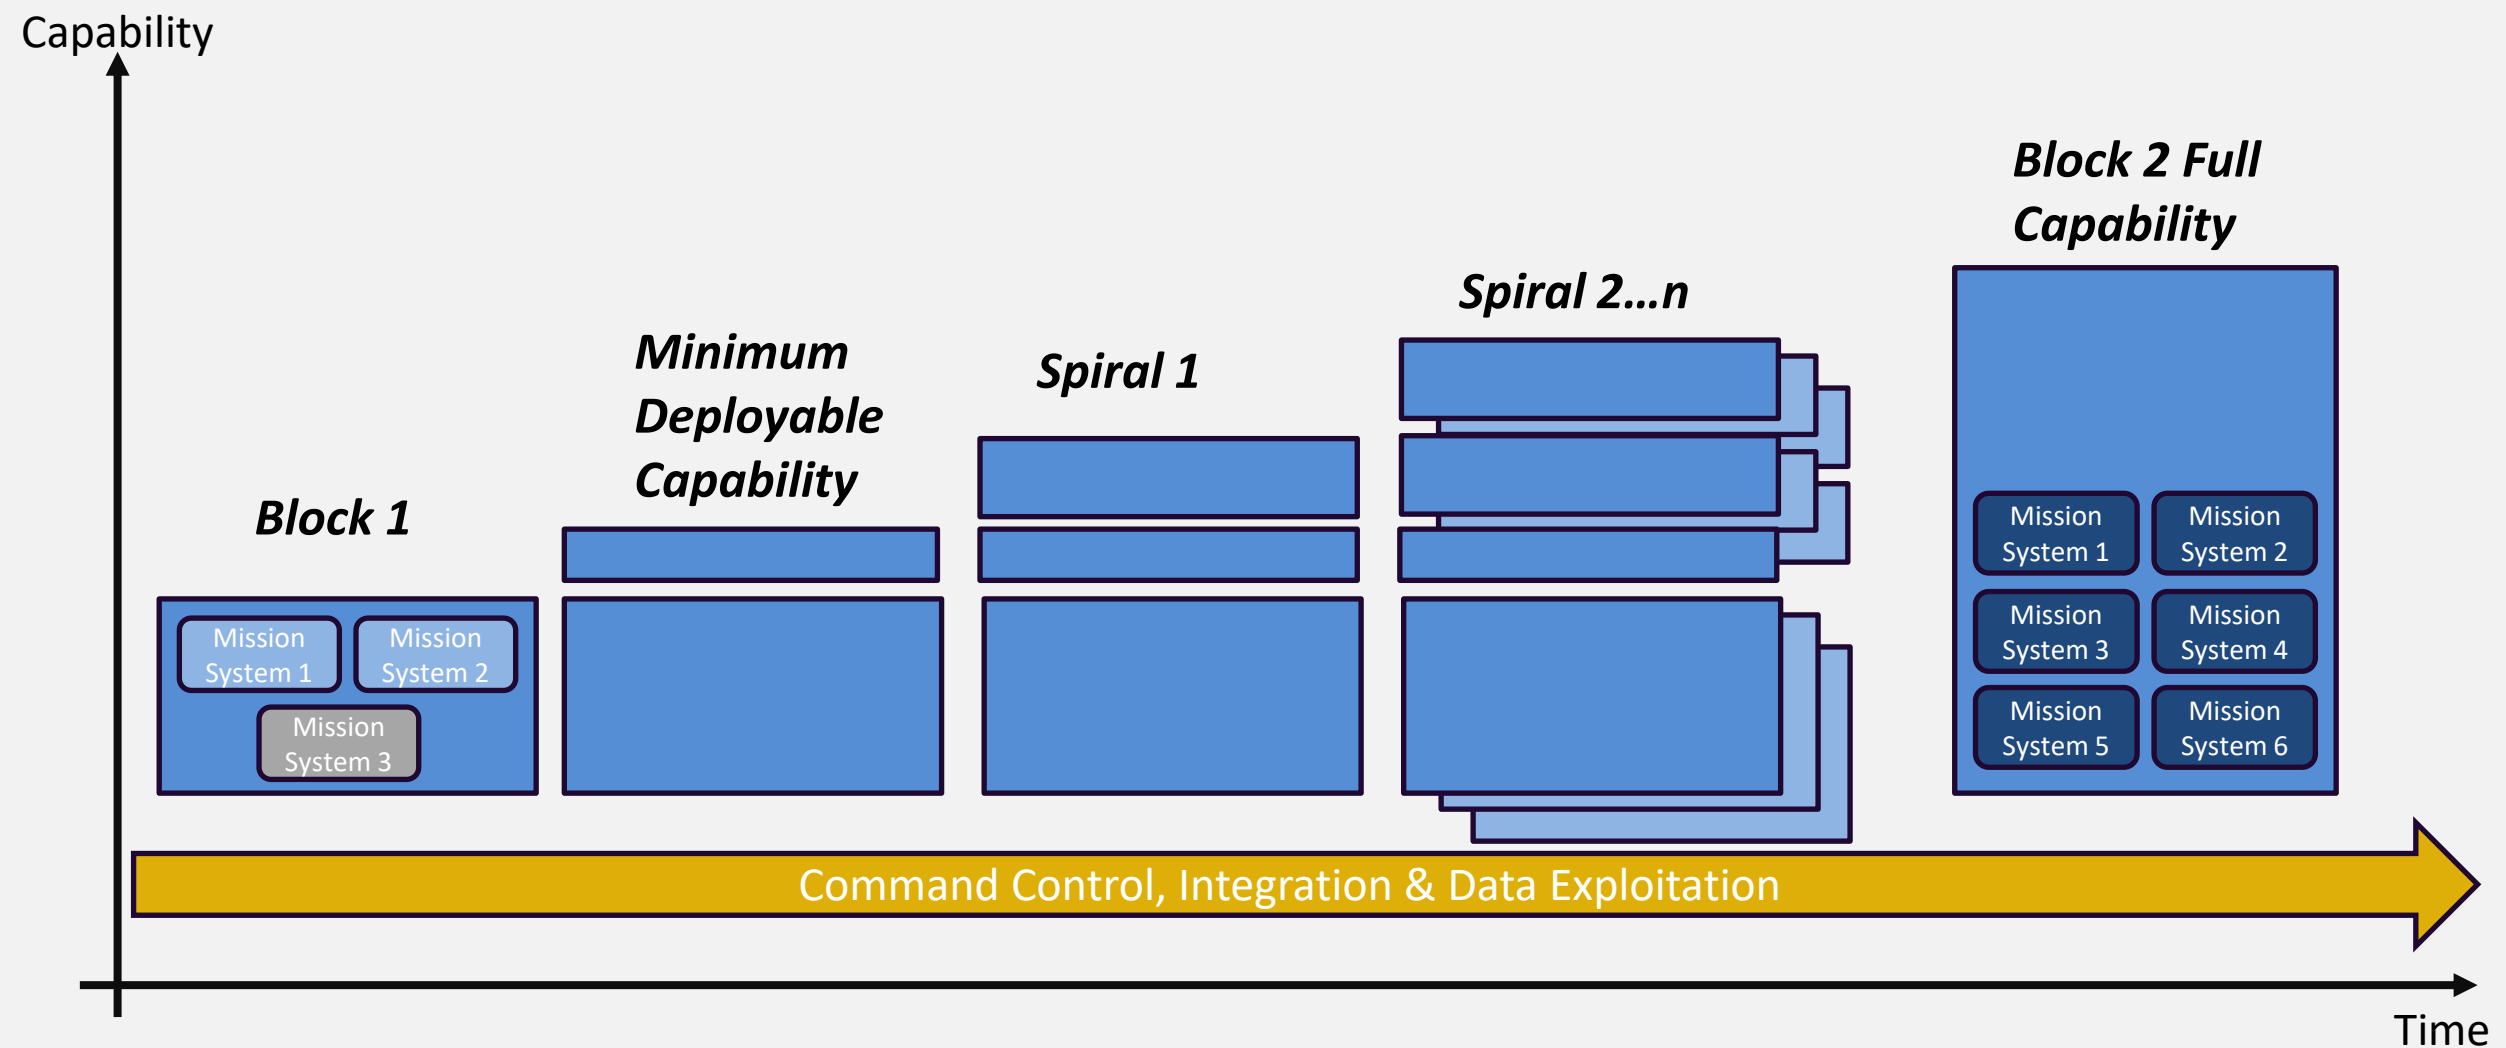 Capability
Block 1
Mission
System 1
Mission
System 2
Mission
System 3
Minimum
Deployable
Capability
Spiral 1
Spiral 2...n
Block 2 Full
Capability
Mission
System 1
Mission
System 2
Mission
System 3
Mission
System 4
Mission
System 5
Mission
System 6
Command Control, Integration & Data Exploitation
Time